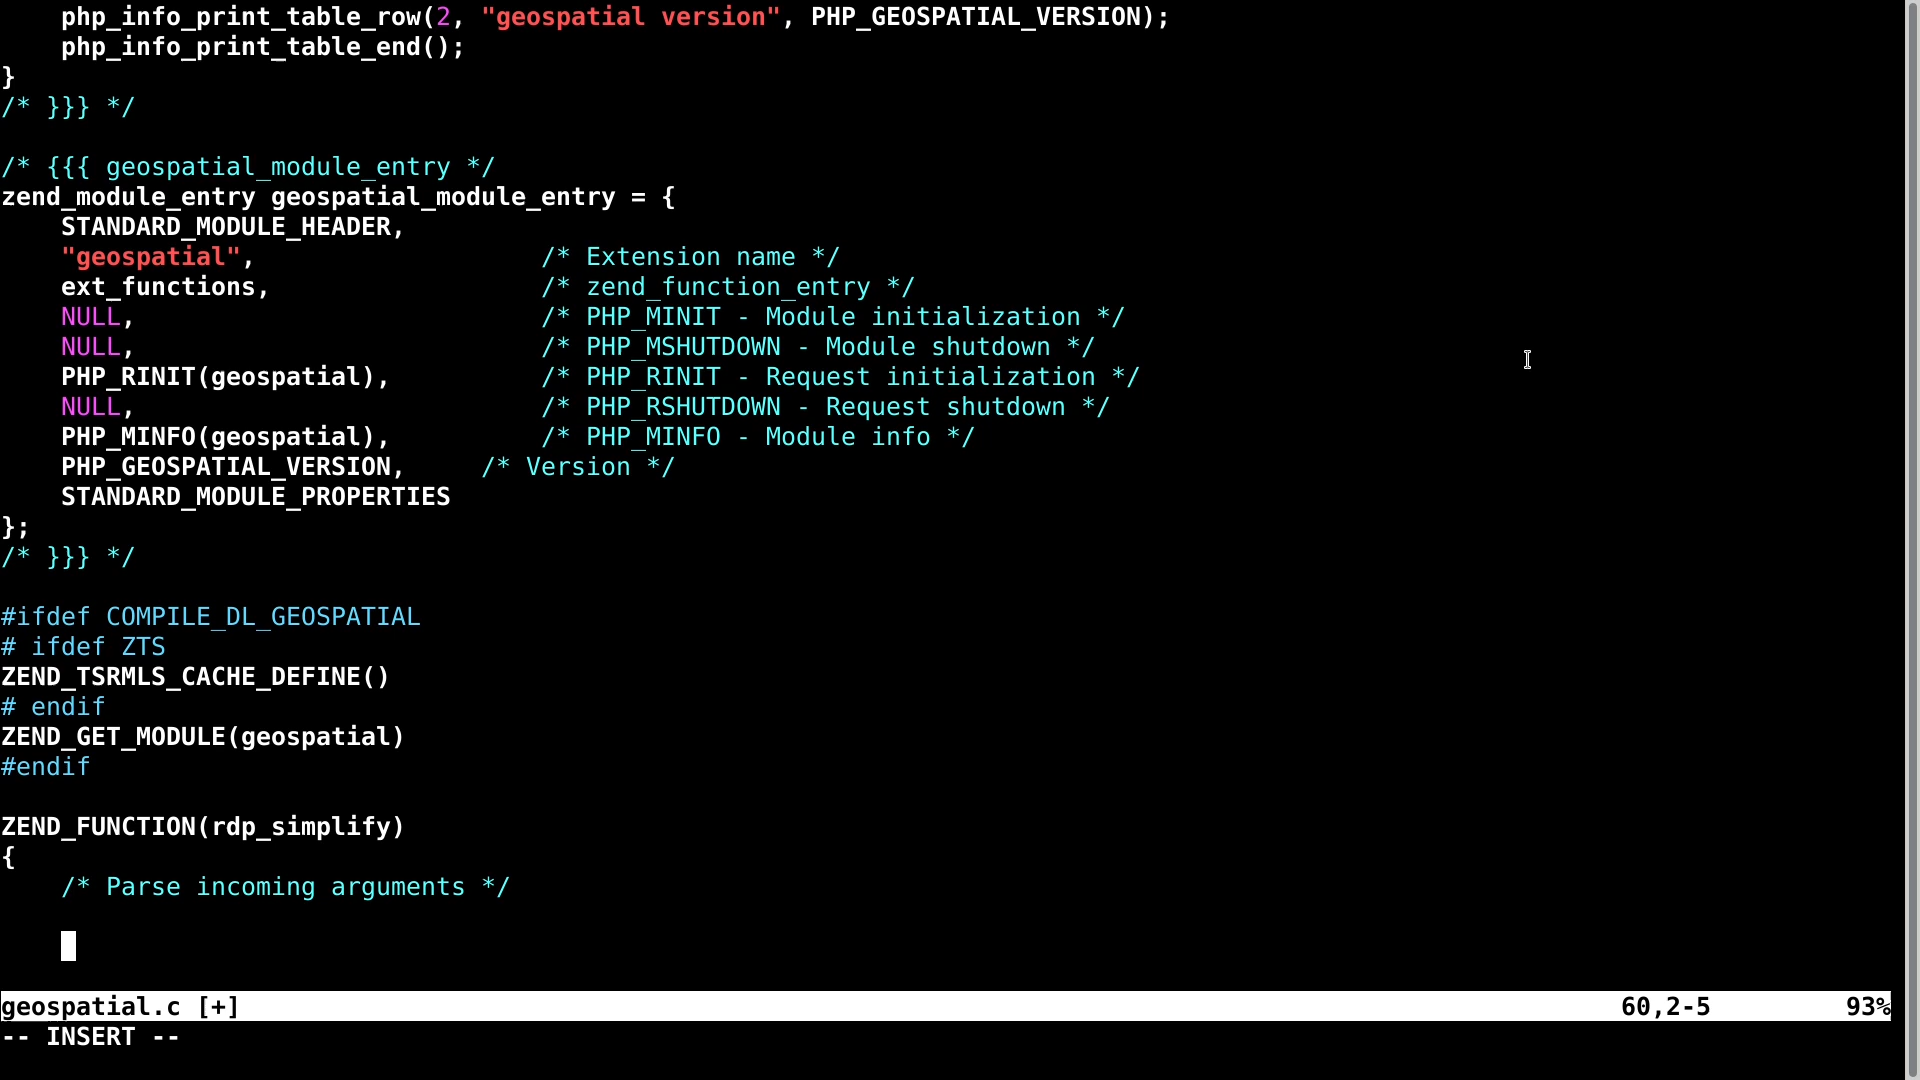 php_info_print_table_row(2, "geospatial version", PHP_GEOSPATIAL_VERSION);
    php_info_print_table_end();
}
/* }}} */

/* {{{ geospatial_module_entry */
zend_module_entry geospatial_module_entry = {
    STANDARD_MODULE_HEADER,
    "geospatial",                   /* Extension name */
    ext_functions,                  /* zend_function_entry */
    NULL,                           /* PHP_MINIT - Module initialization */
    NULL,                           /* PHP_MSHUTDOWN - Module shutdown */
    PHP_RINIT(geospatial),          /* PHP_RINIT - Request initialization */
    NULL,                           /* PHP_RSHUTDOWN - Request shutdown */
    PHP_MINFO(geospatial),          /* PHP_MINFO - Module info */
    PHP_GEOSPATIAL_VERSION,     /* Version */
    STANDARD_MODULE_PROPERTIES
};
/* }}} */

#ifdef COMPILE_DL_GEOSPATIAL
# ifdef ZTS
ZEND_TSRMLS_CACHE_DEFINE()
# endif
ZEND_GET_MODULE(geospatial)
#endif

ZEND_FUNCTION(rdp_simplify)
{
    /* Parse incoming arguments */

geospatial.c [+]                                                                                            60,2-5         93%
-- INSERT --